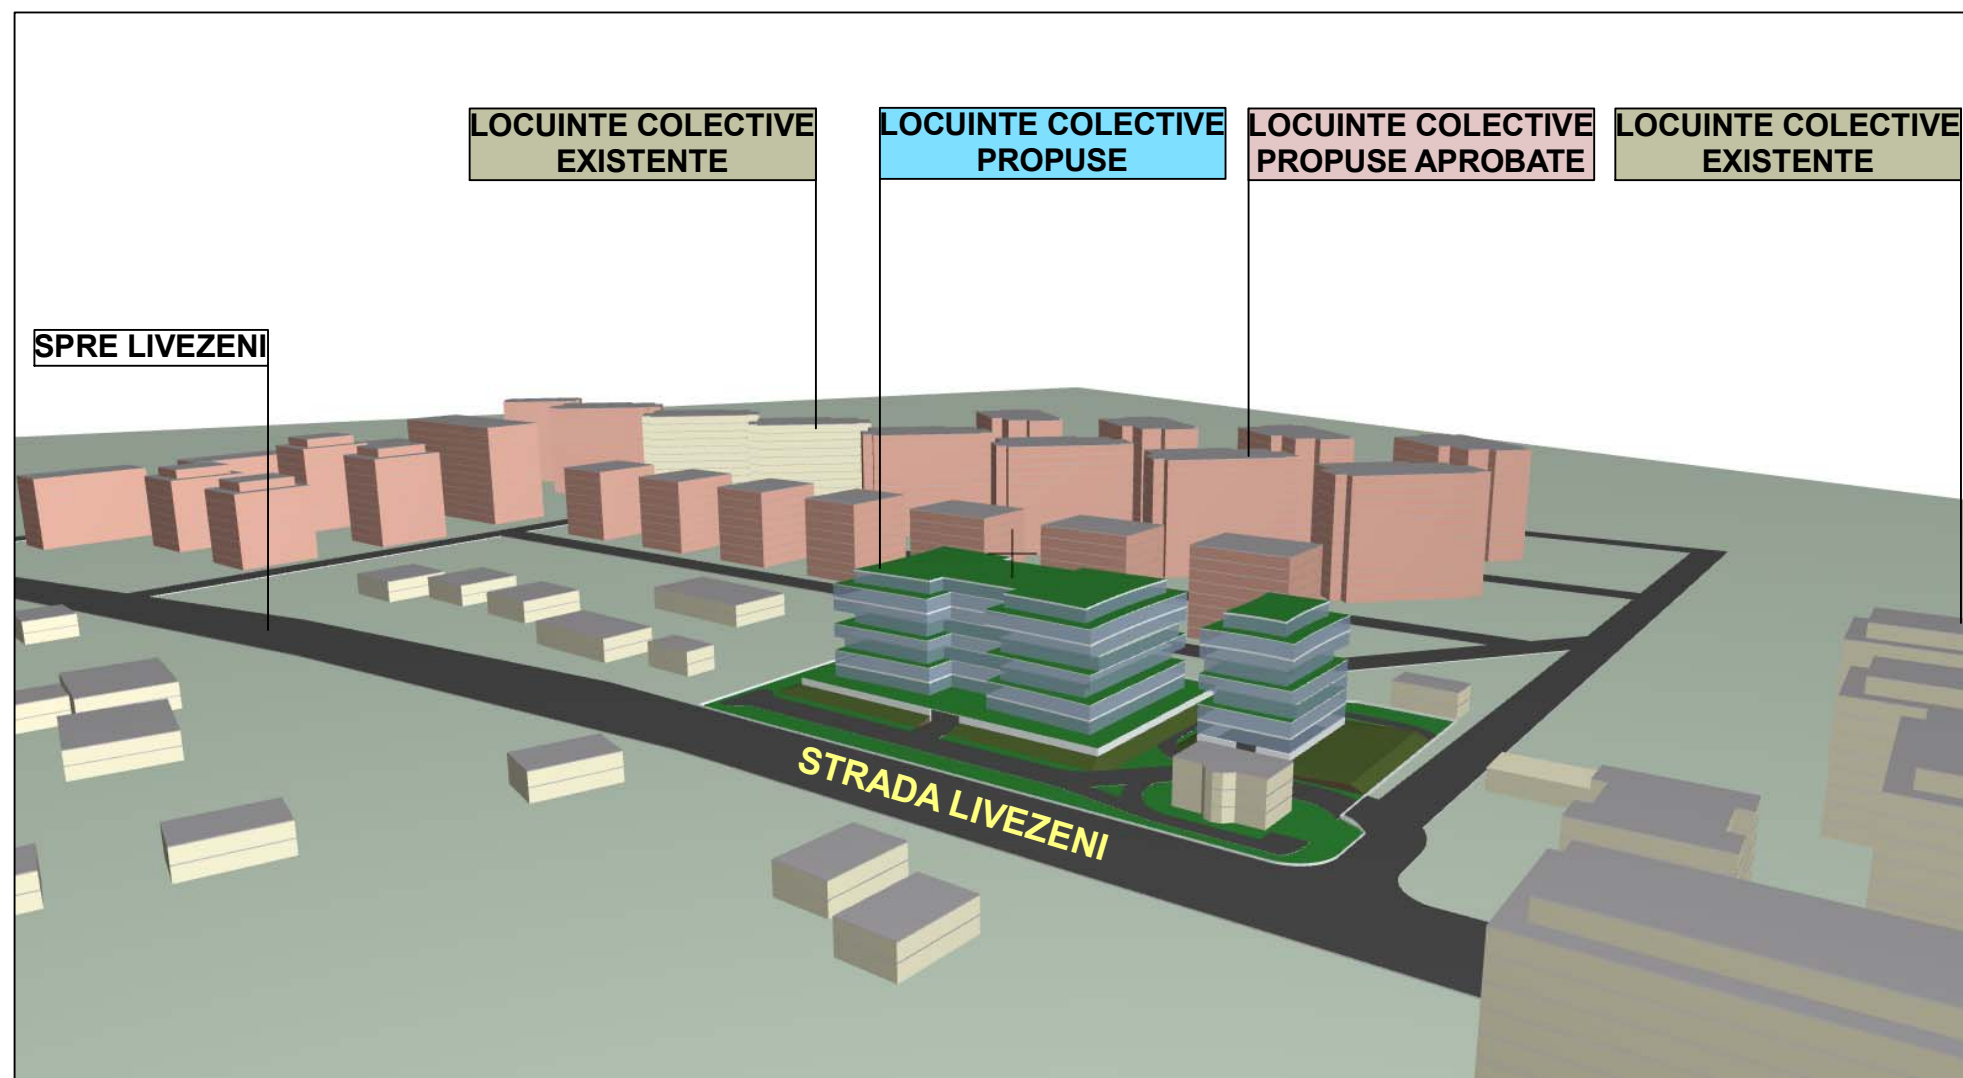 LOCUINTE COLECTIVE
EXISTENTE
LOCUINTE COLECTIVE
PROPUSE
LOCUINTE COLECTIVE
PROPUSE APROBATE
LOCUINTE COLECTIVE
EXISTENTE
SPRE LIVEZENI
STRADA LIVEZENI